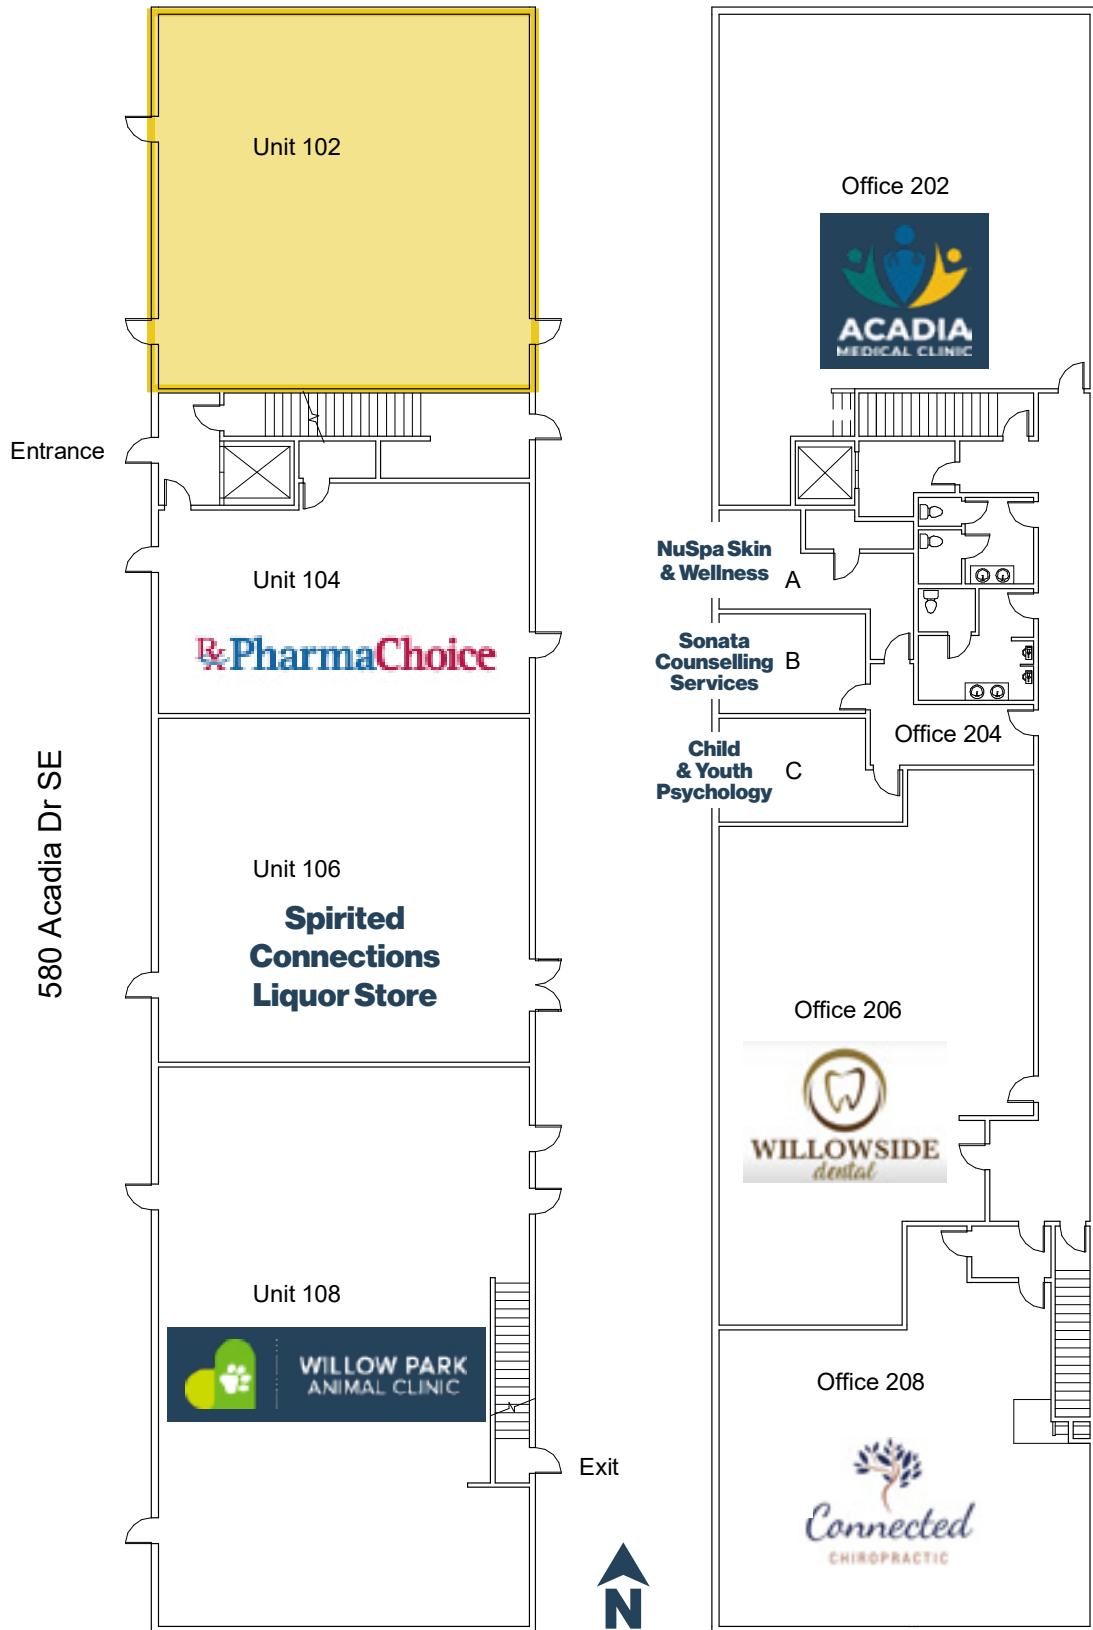 Unit 102
Entrance
Unit 104
Rx PharmaChoice
580 Acadia Dr SE
Unit 106
Spirited
Connections
Liquor Store
Unit 108
WILLOW PARK
ANIMAL CLINIC
Exit
N
Office 202
ACADIA
MEDICAL CLINIC
NuSpa Skin
& Wellness
A
Sonata
Counselling
Services
B
Office 204
Child
& Youth
Psychology
C
Office 206
WILLOWSIDE
dental
Office 208
Connected
CHIROPRACTIC